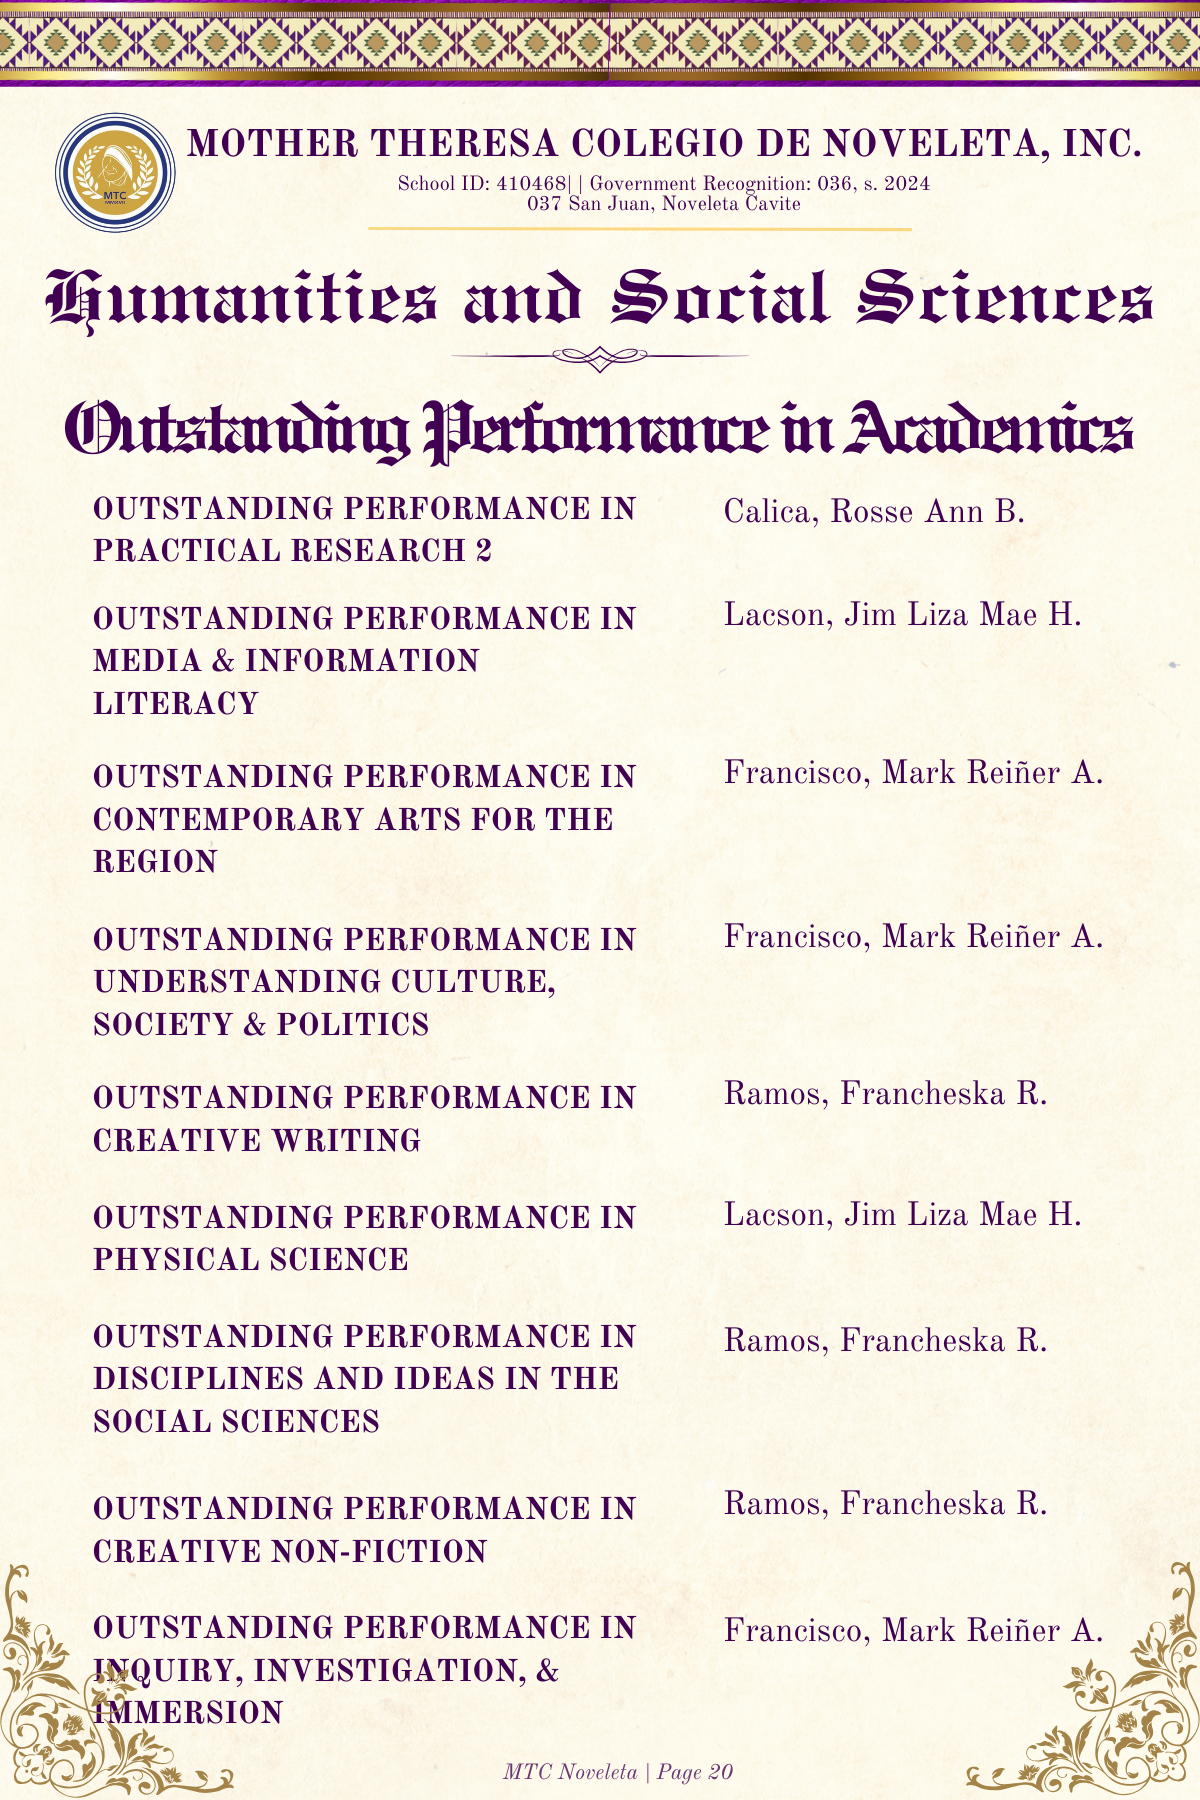 MOTHER THERESA COLEGIO DE NOVELETA, INC.
School ID: 410468| | Government Recognition: 036, s. 2024
037 San Juan, Noveleta Cavite
MTC
Humanities and Social Sciences
Outstanding Performance in Academics
OUTSTANDING PERFORMANCE IN
PRACTICAL RESEARCH 2
Calica, Rosse Ann B.
OUTSTANDING PERFORMANCE IN
MEDIA & INFORMATION
LITERACY
Lacson, Jim Liza Mae H.
OUTSTANDING PERFORMANCE IN
CONTEMPORARY ARTS FOR THE
REGION
Francisco, Mark Reiñer A.
OUTSTANDING PERFORMANCE IN
UNDERSTANDING CULTURE,
SOCIETY & POLITICS
Francisco, Mark Reiñer A.
OUTSTANDING PERFORMANCE IN
CREATIVE WRITING
Ramos, Francheska R.
OUTSTANDING PERFORMANCE IN
PHYSICAL SCIENCE
Lacson, Jim Liza Mae H.
OUTSTANDING PERFORMANCE IN
DISCIPLINES AND IDEAS IN THE
SOCIAL SCIENCES
Ramos, Francheska R.
OUTSTANDING PERFORMANCE IN
CREATIVE NON-FICTION
Ramos, Francheska R.
OUTSTANDING PERFORMANCE IN
INQUIRY, INVESTIGATION, &
IMMERSION
Francisco, Mark Reiñer A.
MTC Noveleta | Page 20